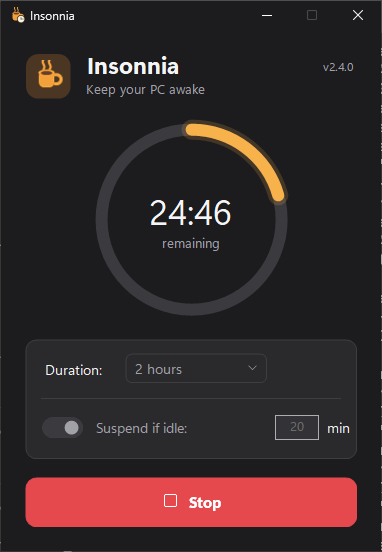 Insonnia
Insonnia
v2.4.0
Keep your PC awake
24:46
remaining
Duration: 2 hours
Suspend if idle: 20 min
Stop